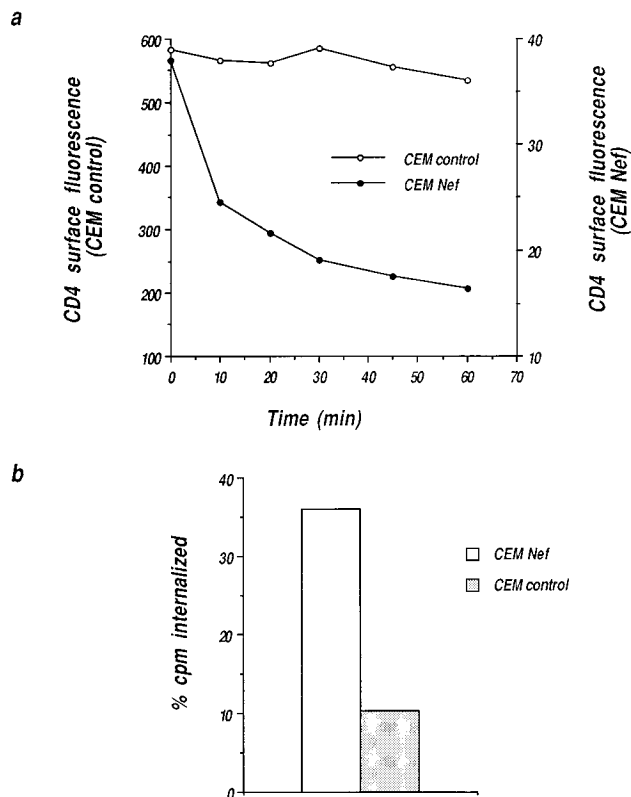 a
CD4 surface fluorescence
(CEM control)
600
500
400
300
200
100
40
30
20
10
CD4 surface fluorescence
(CEM Nef)
CEM control
CEM Nef
0 10 20 30 40 50 60 70
Time (min)
b
% cpm internalized
40
30
20
10
0
CEM Nef
CEM control